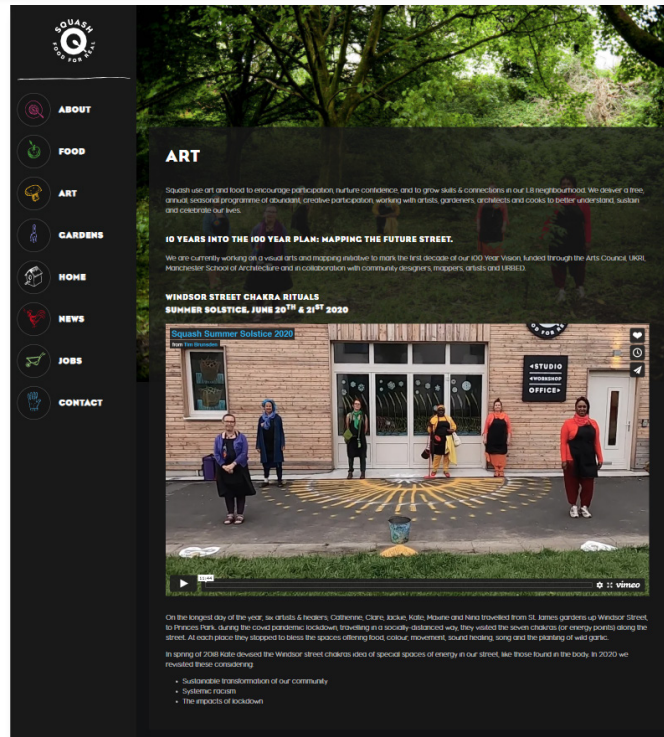 SQUASH
FOOD FOR REAL
ABOUT
FOOD
ART
GARDENS
HOME
NEWS
JOBS
CONTACT
ART
Squash use art and food to encourage participation, nurture confidence, and to grow skills & connections in our L8 neighbourhood. We deliver a free,
annual, seasonal programme of abundant, creative participation, working with artists, gardeners, architects and cooks to better understand, sustain
and celebrate our lives.
10 YEARS INTO THE 100 YEAR PLAN: MAPPING THE FUTURE STREET.
We are currently working on a visual arts and mapping initiative to mark the first decade of our 100 Year Vision, funded through the Arts Council, UKRI,
Manchester School of Architecture and in collaboration with community designers, mappers, artists and URBED.
WINDSOR STREET CHAKRA RITUALS
SUMMER SOLSTICE, JUNE 20TH & 21ST 2020
Squash Summer Solstice 2020
from Tim Brunsden
FOOD FOR REAL
STUDIO
WORKSHOP
OFFICE
11:44
vimeo
On the longest day of the year, six artists & healers, Catherine, Clare, Jackie, Kate, Maxine and Nina travelled from St. James gardens up Windsor Street,
to Princes Park, during the covid pandemic lockdown, travelling in a socially-distanced way, they visited the seven chakras (or energy points) along the
street. At each place they stopped to bless the spaces offering food, colour, movement, sound healing, song and the planting of wild garlic.
In spring of 2018 Kate devised the Windsor street chakras idea of special spaces of energy in our street, like those found in the body. In 2020 we
revisited these considering:
• Sustainable transformation of our community
• Systemic racism
• The impacts of lockdown